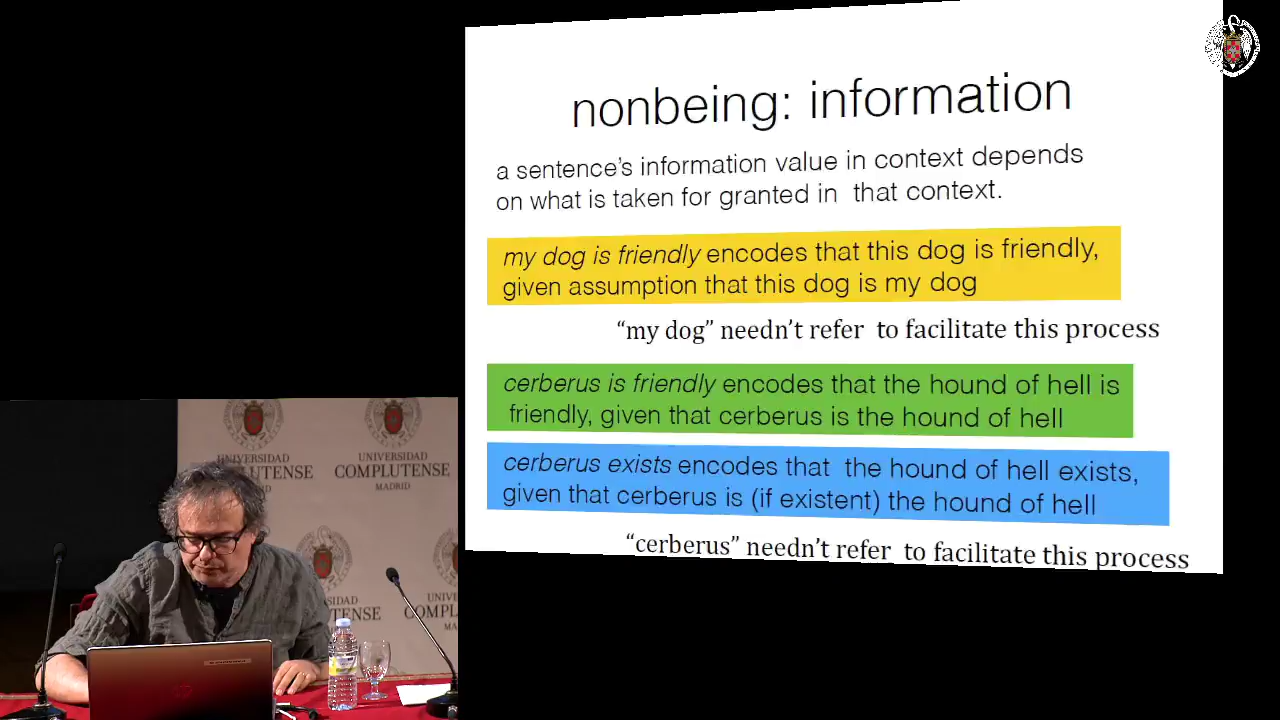 nonbeing: information
a sentence's information value in context depends
on what is taken for granted in that context.
my dog is friendly encodes that this dog is friendly,
given assumption that this dog is my dog
“my dog” needn't refer to facilitate this process
cerberus is friendly encodes that the hound of hell is
friendly, given that cerberus is the hound of hell
cerberus exists encodes that the hound of hell exists,
given that cerberus is (if existent) the hound of hell
“cerberus” needn't refer to facilitate this process
UNIVERSIDAD
COMPLUTENSE
MADRID
UNIVERSIDAD
COMPLUTENSE
MADRID